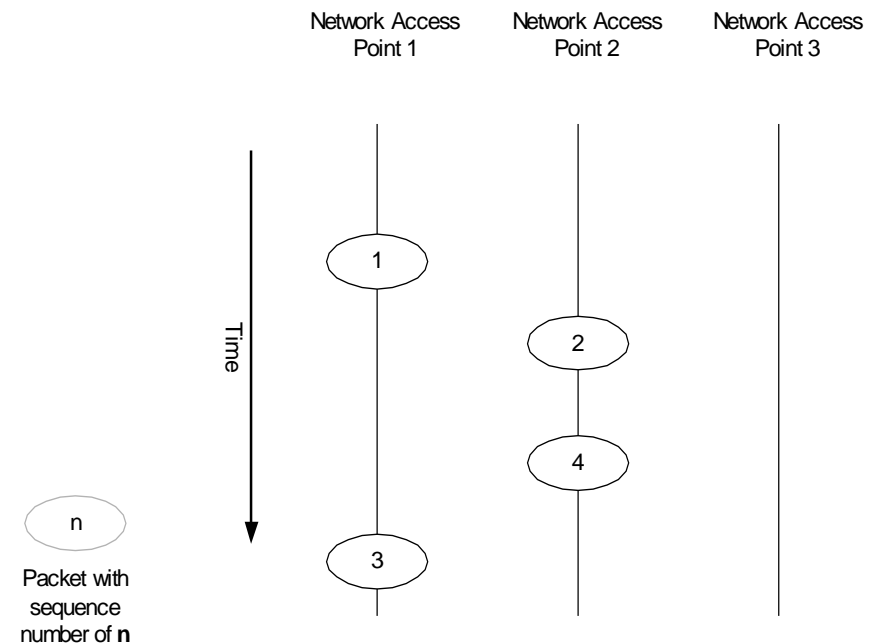 Network Access
Point 1
Network Access
Point 2
Network Access
Point 3
1
2
Time
4
n
3
Packet with
sequence
number of n